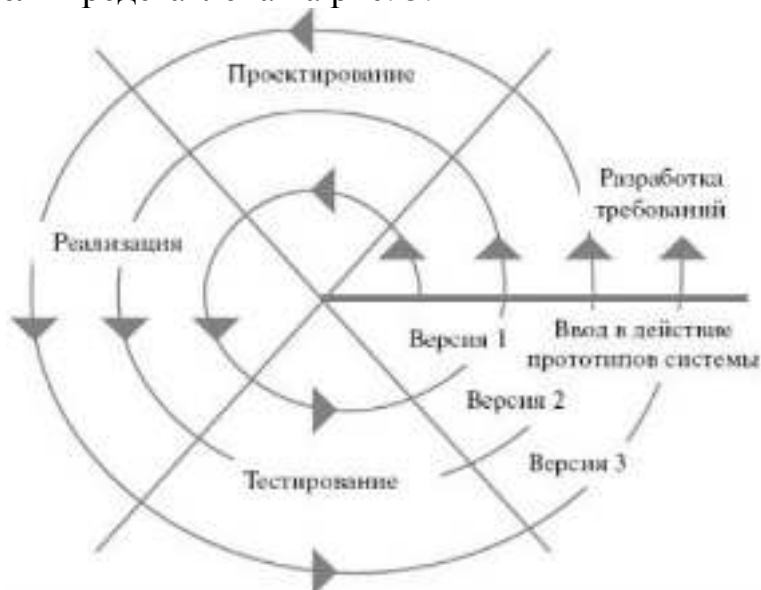 Проектирование
Разработка
требований
Реализация
Версия 1
Ввод в действие
прототипов системы
Версия 2
Версия 3
Тестирование